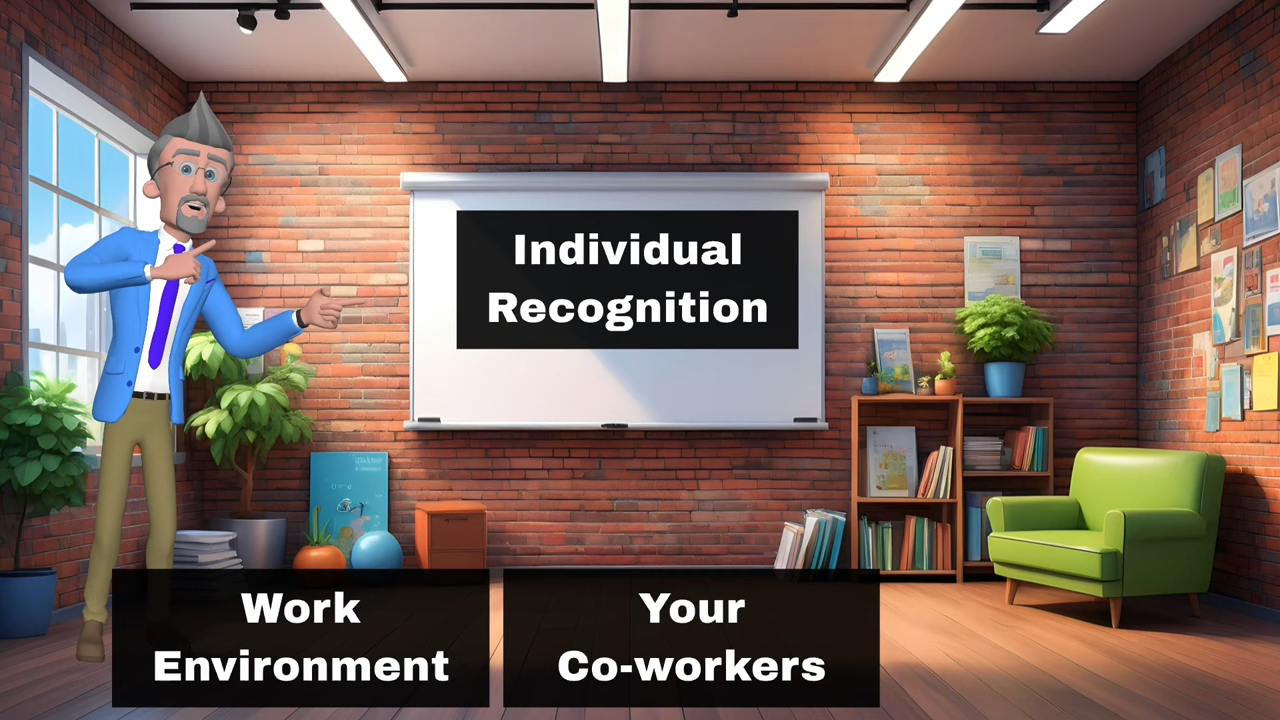 Individual
Recognition
Work
Environment
Your
Co-workers